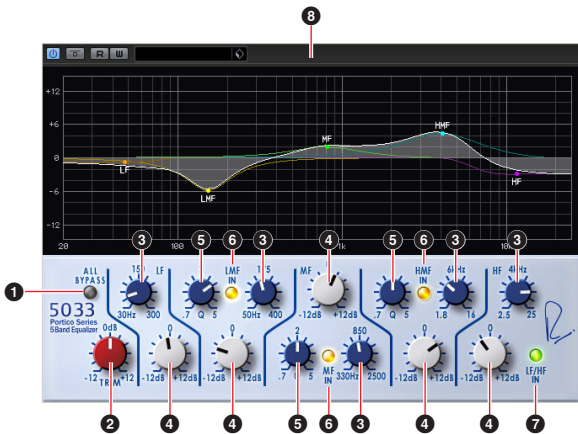 8
R W
+12
+6
0
-6
-12
LF
LMF
MF
HMF
HF
20 100 1k 10k
3 5 6 3 4 5 6 3 3
1
ALL BYPASS
150 LF
30Hz 300
.7 Q 5
LMF IN
175
50Hz 400
MF 0
-12dB +12dB
.7 Q 5
HMF IN
6kHz
1.8 16
HF 4kHz
2.5 25
5033
Portico Series
5Band Equalizer
0dB
-12 TRIM +12
0
-12dB +12dB
0
-12dB +12dB
2
.7 Q 5
MF IN
850
330Hz 2500
0
-12dB +12dB
0
-12dB +12dB
LF/HF IN
2 4 4 5 6 3 4 4 7